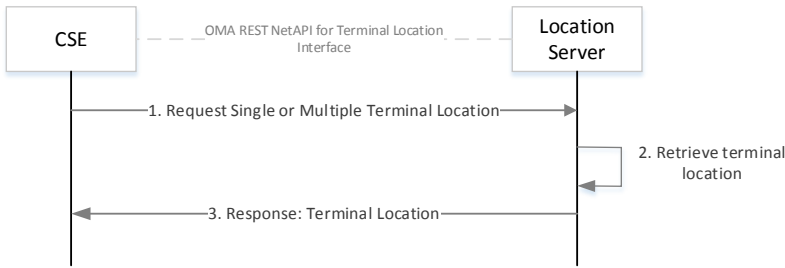 CSE
OMA REST NetAPI for Terminal Location
Interface
Location
Server
1. Request Single or Multiple Terminal Location
2. Retrieve terminal
location
3. Response: Terminal Location